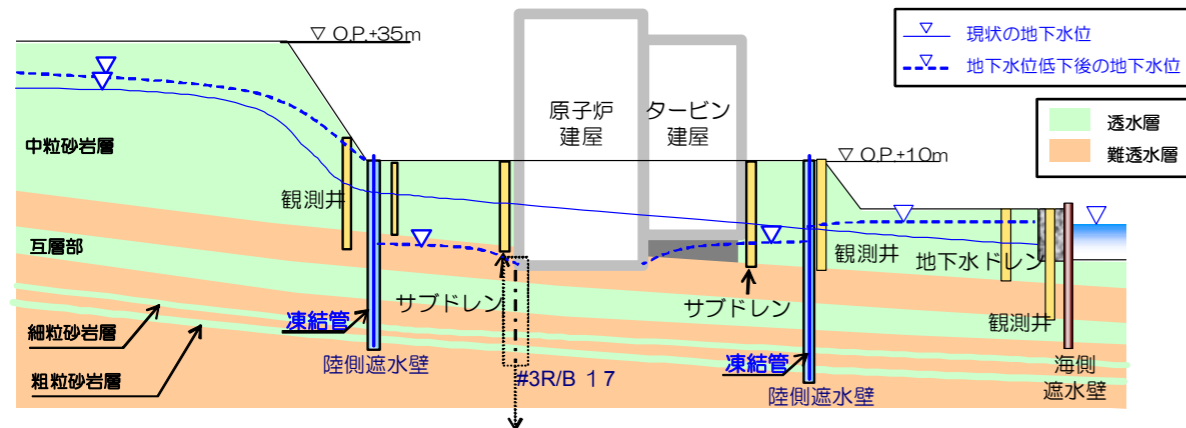 ▽ O.P.+35m
現状の地下水位
地下水位低下後の地下水位
原子炉
建屋
タービン
建屋
透水層
難透水層
中粒砂岩層
▽ O.P.+10m
観測井
互層部
観測井
地下水ドレン
サブドレン
サブドレン
観測井
細粒砂岩層
凍結管
凍結管
粗粒砂岩層
陸側遮水壁
#3R/B 17
陸側遮水壁
海側
遮水壁